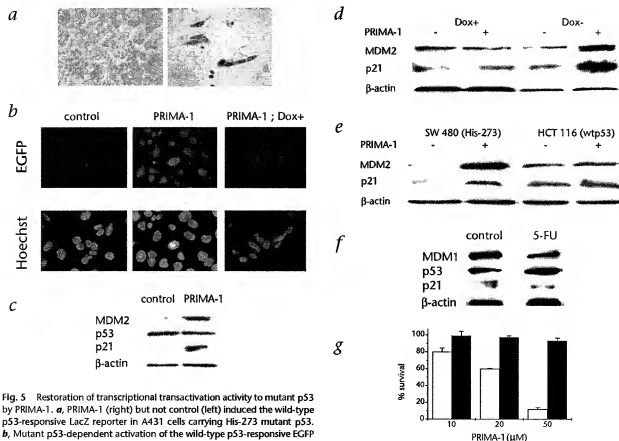 a
b
control PRIMA-1 PRIMA-1 ; Dox+
EGFP
Hoechst
c
control PRIMA-1
MDM2
p53
p21
β-actin
Fig. 5 Restoration of transcriptional transactivation activity to mutant p53
by PRIMA-1. a, PRIMA-1 (right) but not control (left) induced the wild-type
p53-responsive LacZ reporter in A431 cells carrying His-273 mutant p53.
b, Mutant p53-dependent activation of the wild-type p53-responsive EGFP
d
Dox+ Dox-
PRIMA-1 - + - +
MDM2
p21
β-actin
e
SW 480 (His-273) HCT 116 (wtp53)
PRIMA-1 - + - +
MDM2
p21
β-actin
f
control 5-FU
MDM1
p53
p21
β-actin
g
% survival
100
80
60
40
20
0
10 20 50
PRIMA-1(μM)